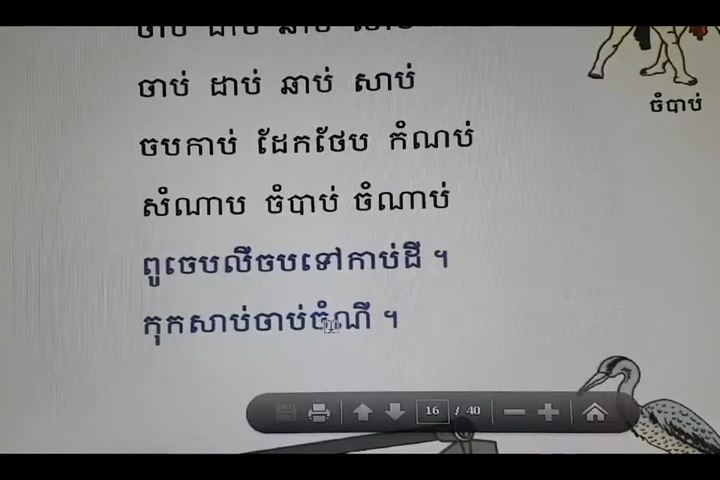 ចាប់ ដាប់ ឆាប់ សាប់
ចំបាប់
ចបកាប់ ដែកថែប កំណប់
សំណាប ចំបាប់ ចំណាប់
ពូចេបលីចបទៅកាប់ដី ។
កុកសាប់ចាប់ចំណី ។
16 / 40